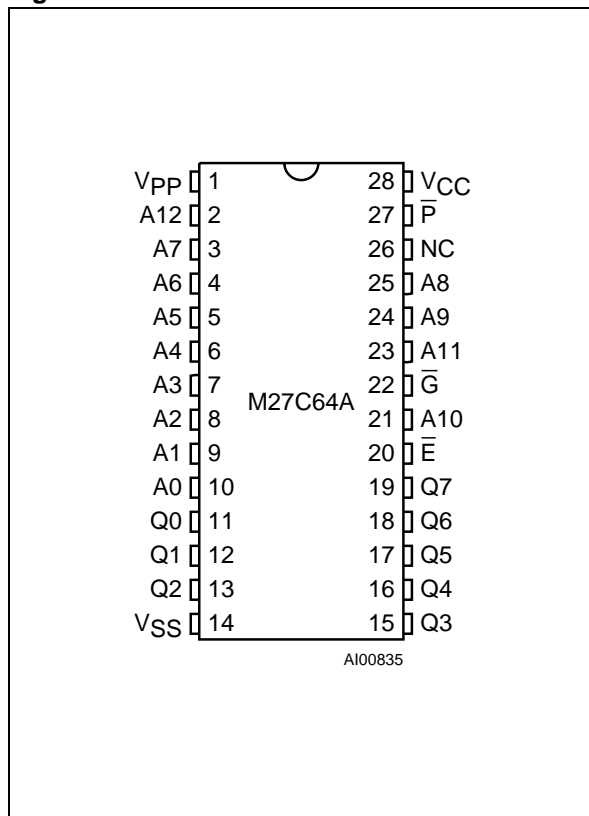 VPP 1 28 VCC
A12 2 27 P̅
A7 3 26 NC
A6 4 25 A8
A5 5 24 A9
A4 6 23 A11
A3 7 22 G̅
M27C64A
A2 8 21 A10
A1 9 20 E̅
A0 10 19 Q7
Q0 11 18 Q6
Q1 12 17 Q5
Q2 13 16 Q4
VSS 14 15 Q3
AI00835